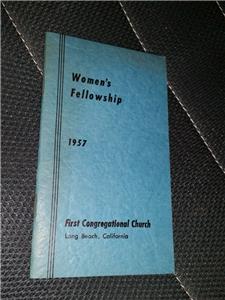 Women's
Fellowship
1957
First Congregational Church
Long Beach, California